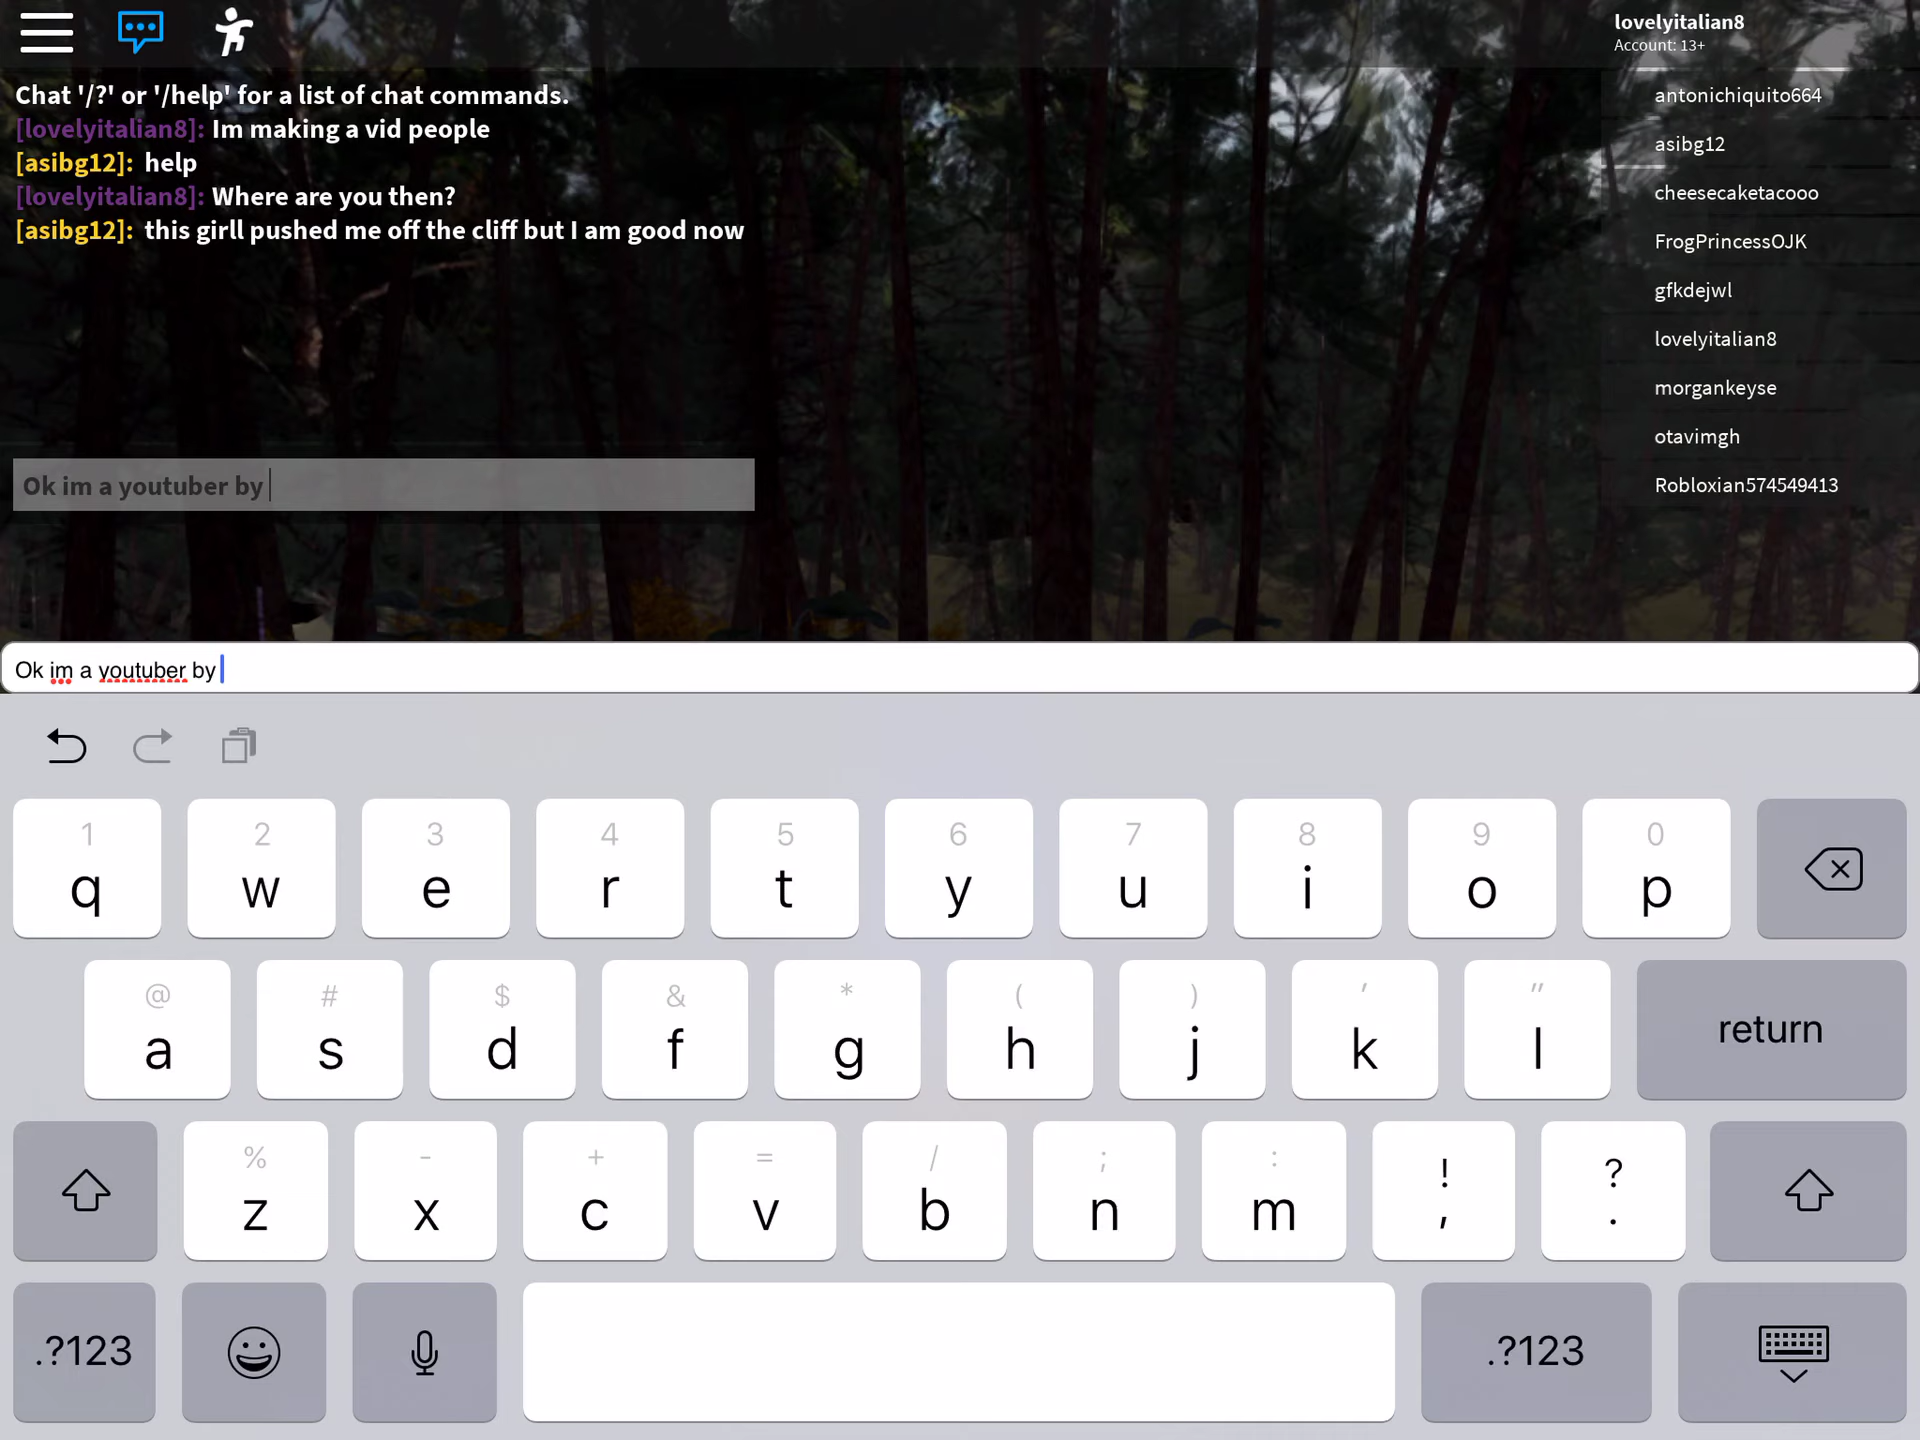 lovelyitalian8
Account: 13+
Chat '/?' or '/help' for a list of chat commands.
[lovelyitalian8]: Im making a vid people
[asibg12]: help
[lovelyitalian8]: Where are you then?
[asibg12]: this girll pushed me off the cliff but I am good now
antonichiquito664
asibg12
cheesecaketacooo
FrogPrincessOJK
gfkdejwl
lovelyitalian8
morgankeyse
otavimgh
Robloxian574549413
Ok im a youtuber by
Ok im a youtuber by
1 2 3 4 5 6 7 8 9 0
q w e r t y u i o p
@ # $ & * ( ) ' "
a s d f g h j k l return
% - + = / ; : ! ?
z x c v b n m , .
.?123 .?123